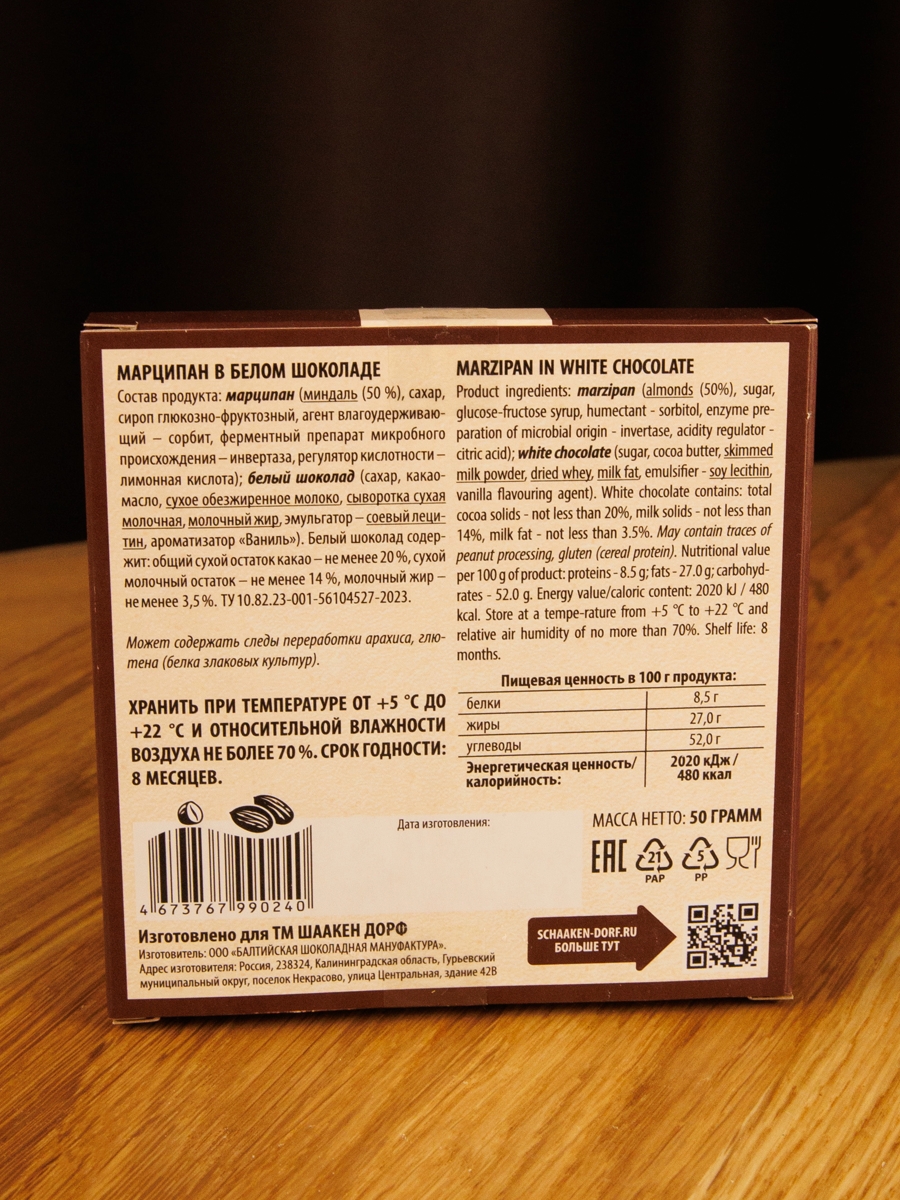 МАРЦИПАН В БЕЛОМ ШОКОЛАДЕ
Состав продукта: марципан (миндаль (50 %), сахар,
сироп глюкозно-фруктозный, агент влагоудерживаю-
щий – сорбит, ферментный препарат микробного
происхождения – инвертаза, регулятор кислотности –
лимонная кислота); белый шоколад (сахар, какао-
масло, сухое обезжиренное молоко, сыворотка сухая
молочная, молочный жир, эмульгатор – соевый леци-
тин, ароматизатор «Ваниль»). Белый шоколад содер-
жит: общий сухой остаток какао – не менее 20 %, сухой
молочный остаток – не менее 14 %, молочный жир –
не менее 3,5 %. ТУ 10.82.23-001-56104527-2023.
Может содержать следы переработки арахиса, глю-
тена (белка злаковых культур).
ХРАНИТЬ ПРИ ТЕМПЕРАТУРЕ ОТ +5 °С ДО
+22 °С И ОТНОСИТЕЛЬНОЙ ВЛАЖНОСТИ
ВОЗДУХА НЕ БОЛЕЕ 70 %. СРОК ГОДНОСТИ:
8 МЕСЯЦЕВ.
MARZIPAN IN WHITE CHOCOLATE
Product ingredients: marzipan (almonds (50%), sugar,
glucose-fructose syrup, humectant - sorbitol, enzyme pre-
paration of microbial origin - invertase, acidity regulator -
citric acid); white chocolate (sugar, cocoa butter, skimmed
milk powder, dried whey, milk fat, emulsifier - soy lecithin,
vanilla flavouring agent). White chocolate contains: total
cocoa solids - not less than 20%, milk solids - not less than
14%, milk fat - not less than 3.5%. May contain traces of
peanut processing, gluten (cereal protein). Nutritional value
per 100 g of product: proteins - 8.5 g; fats - 27.0 g; carbohyd-
rates - 52.0 g. Energy value/caloric content: 2020 kJ / 480
kcal. Store at a tempe-rature from +5 °C to +22 °C and
relative air humidity of no more than 70%. Shelf life: 8
months.
Пищевая ценность в 100 г продукта:
белки 8,5 г
жиры 27,0 г
углеводы 52,0 г
Энергетическая ценность/ 2020 кДж /
калорийность: 480 ккал
Дата изготовления:
МАССА НЕТТО: 50 ГРАММ
EAC 21 5
PAP PP
4 673767 990240
Изготовлено для ТМ ШААКЕН ДОРФ
Изготовитель: ООО «БАЛТИЙСКАЯ ШОКОЛАДНАЯ МАНУФАКТУРА».
Адрес изготовителя: Россия, 238324, Калининградская область, Гурьевский
муниципальный округ, поселок Некрасово, улица Центральная, здание 42В
SCHAAKEN-DORF.RU
БОЛЬШЕ ТУТ